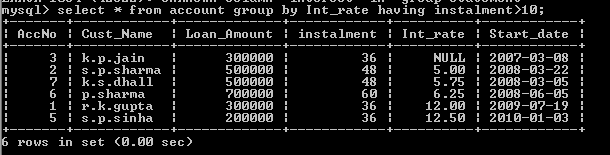 mysql> select * from account group by Int_rate having instalment>10;
+-------+------------+-------------+------------+----------+------------+
| AccNo | Cust_Name | Loan_Amount | instalment | Int_rate | Start_date |
+-------+------------+-------------+------------+----------+------------+
| 3 | k.p.jain | 300000 | 36 | NULL | 2007-03-08 |
| 2 | s.p.sharma | 500000 | 48 | 5.00 | 2008-03-22 |
| 7 | k.s.dhall | 500000 | 48 | 5.75 | 2008-03-05 |
| 6 | p.sharma | 700000 | 60 | 6.25 | 2008-06-05 |
| 1 | r.k.gupta | 300000 | 36 | 12.00 | 2009-07-19 |
| 5 | s.p.sinha | 200000 | 36 | 12.50 | 2010-01-03 |
+-------+------------+-------------+------------+----------+------------+
6 rows in set (0.00 sec)